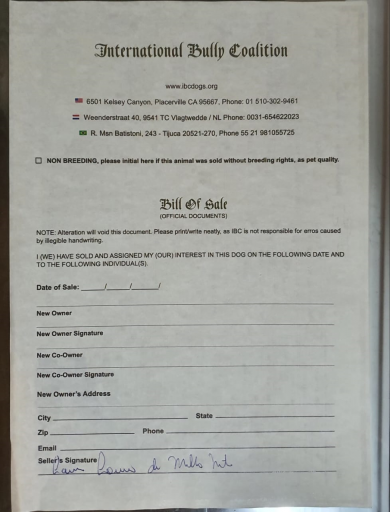 International Bully Coalition
www.ibcdogs.org
6501 Kelsey Canyon, Placerville CA 95667, Phone: 01 510-302-9461
Weenderstraat 40, 9541 TC Vlagtwedde / NL Phone: 0031-654622023
R. Man Batistoni, 243 - Tijuca 20521-270, Phone 55 21 981055725
NON BREEDING, please initial here if this animal was sold without breeding rights, as pet quality.
Bill Of Sale
(OFFICIAL DOCUMENTS)
NOTE: Alteration will void this document. Please print/write neatly, as IBC is not responsible for erros caused
by illegible handwriting.
I (WE) HAVE SOLD AND ASSIGNED MY (OUR) INTEREST IN THIS DOG ON THE FOLLOWING DATE AND
TO THE FOLLOWING INDIVIDUAL(S).
Date of Sale: ____/____/____/
New Owner
New Owner Signature
New Co-Owner
New Co-Owner Signature
New Owner's Address
City State
Zip Phone
Email
Seller's Signature
de Mello